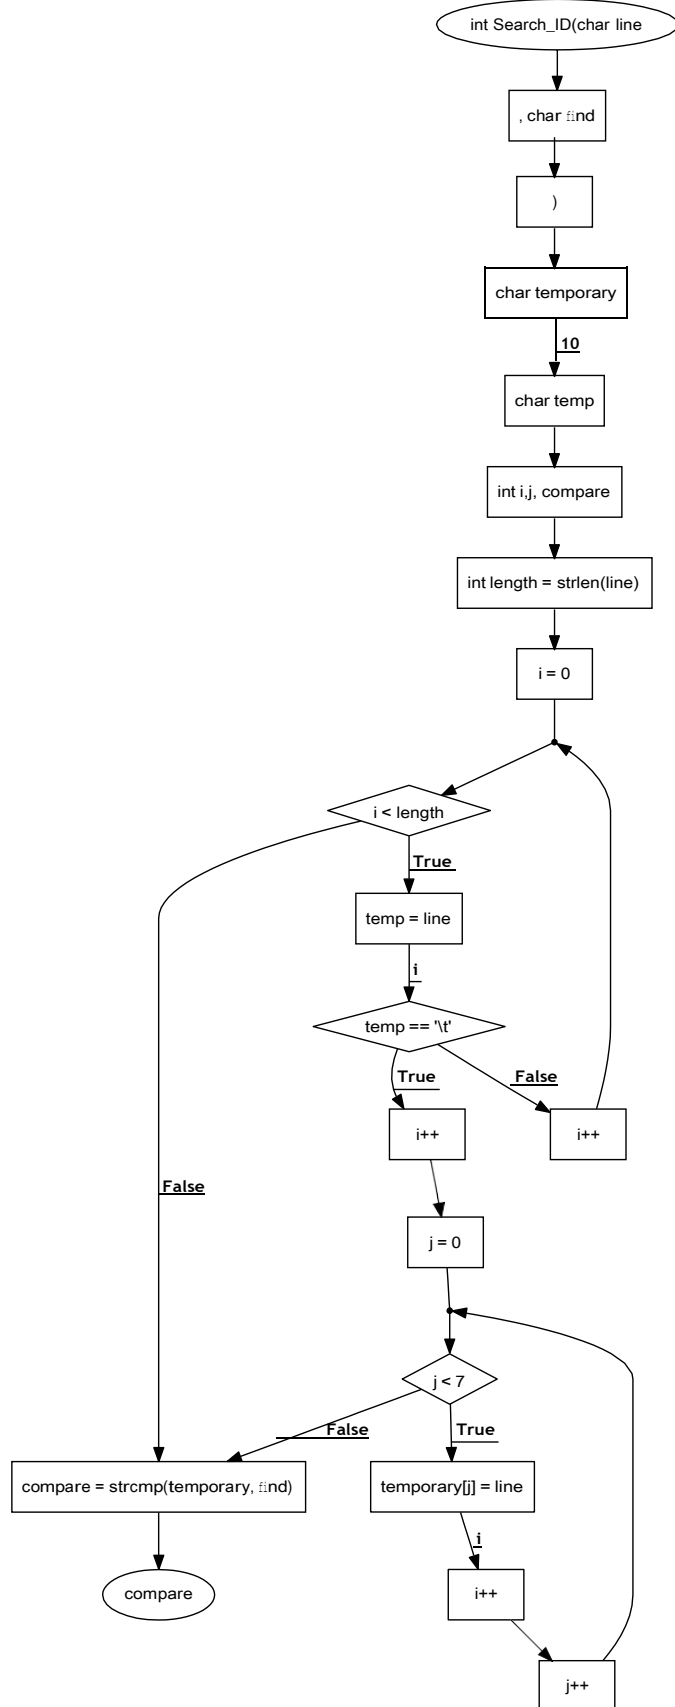 int Search_ID(char line
, char find
)
char temporary
10
char temp
int i,j, compare
int length = strlen(line)
i = 0
i < length
True
temp = line
i
temp == '\t'
True
False
i++
i++
False
j = 0
j < 7
False
True
compare = strcmp(temporary, find)
temporary[j] = line
i
compare
i++
j++